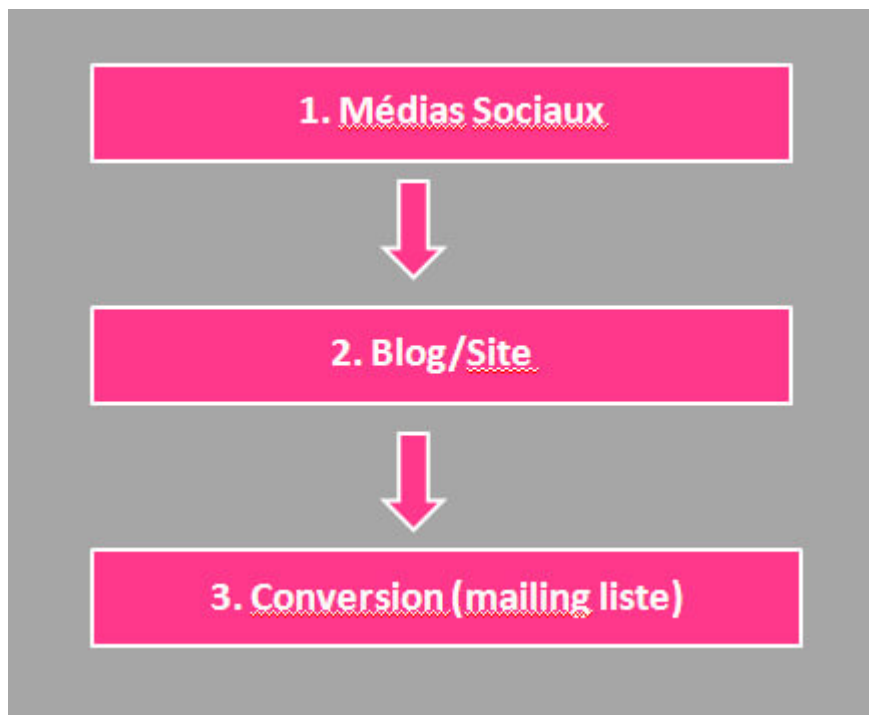 1. Médias Sociaux
2. Blog/Site
3. Conversion (mailing liste)